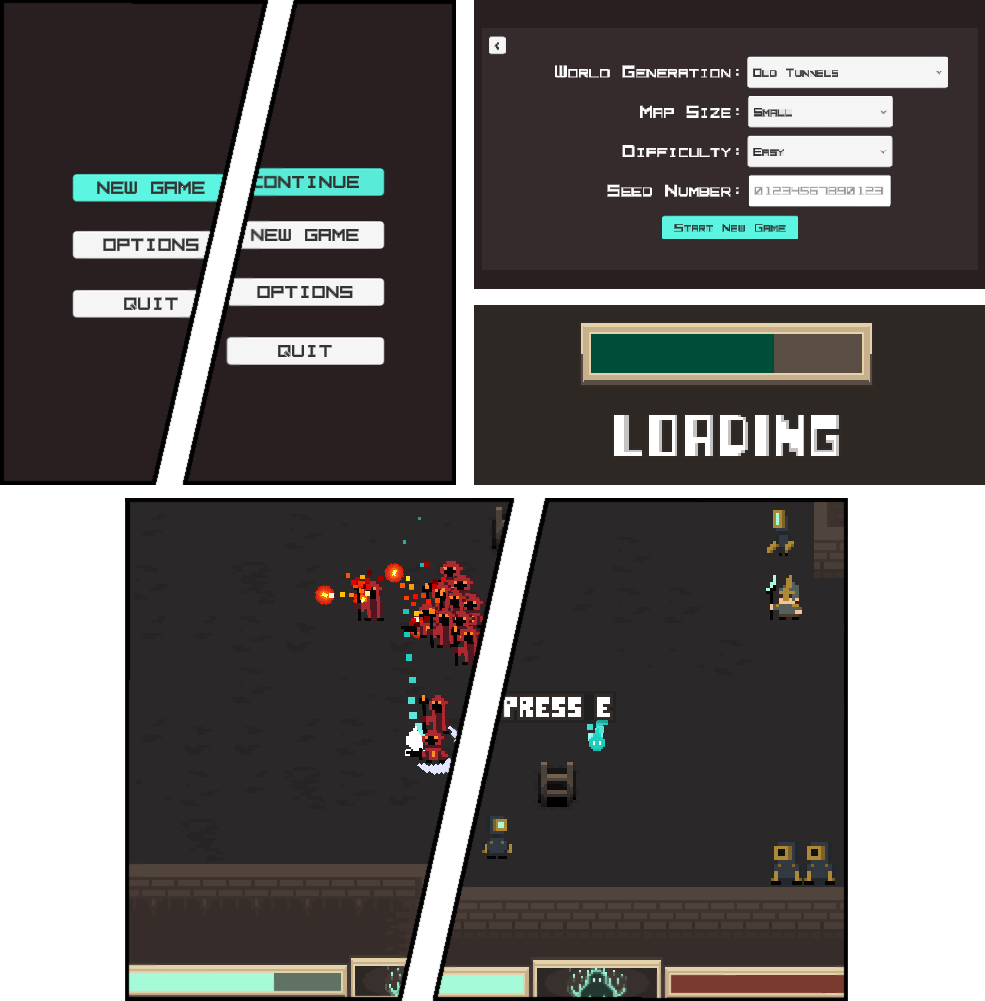 NEW GAME
OPTIONS
QUIT
CONTINUE
NEW GAME
OPTIONS
QUIT
World Generation: Old Tunnels
Map Size: Small
Difficulty: Easy
Seed Number: 01234567890123
Start New Game
LOADING
PRESS E